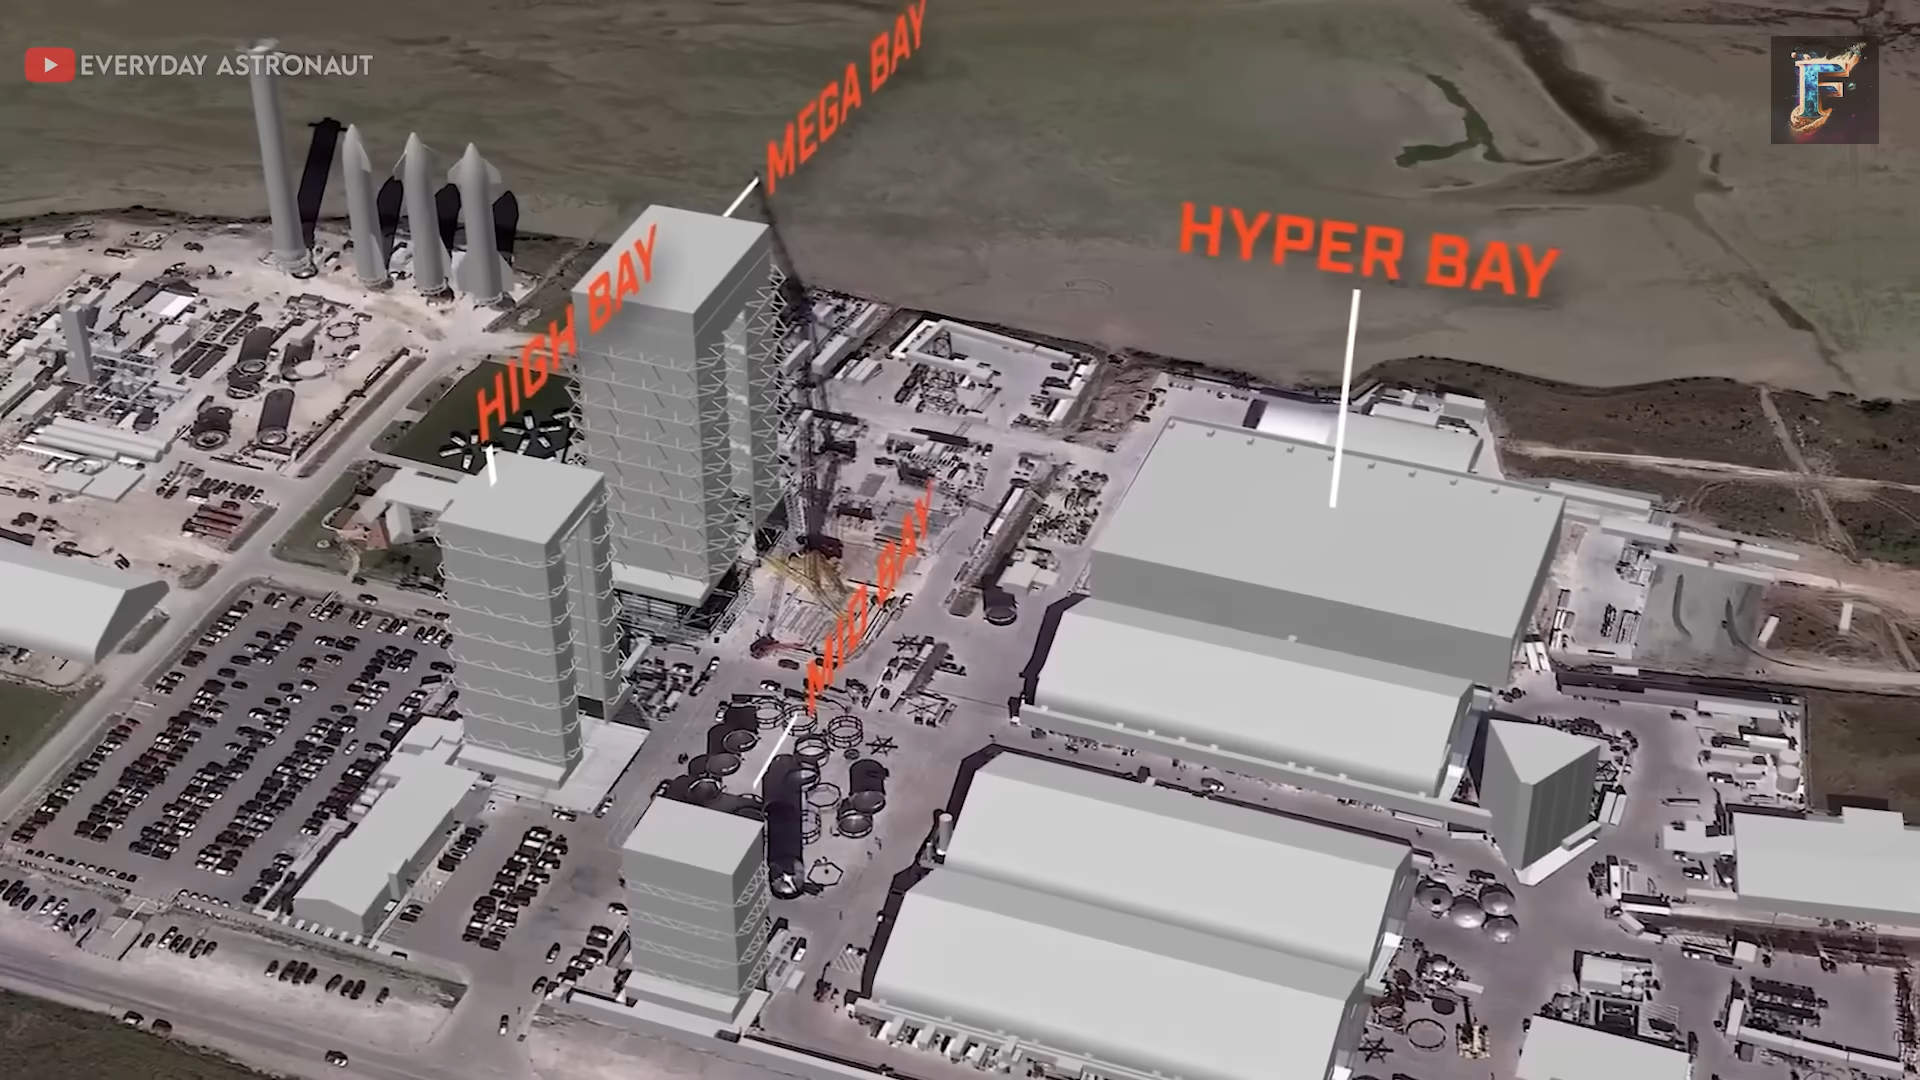 EVERYDAY ASTRONAUT
F
MEGA BAY
HYPER BAY
HIGH BAY
MID BAY